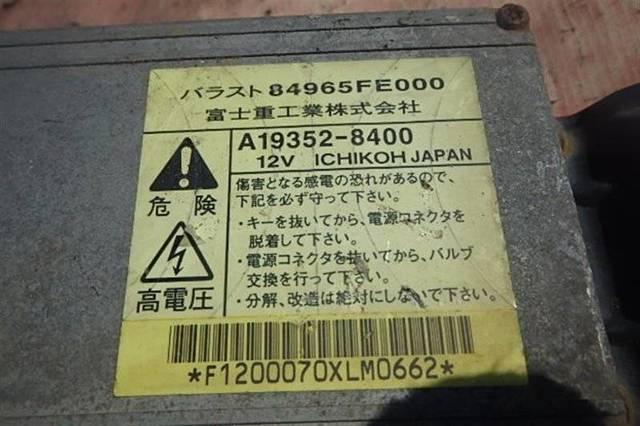 バラスト 84965FE000
富士重工業株式会社
A19352-8400
12V ICHIKOH JAPAN
危険
高電圧
傷害となる感電の恐れがあるので、
下記を必ず守って下さい。
・キーを抜いてから、電源コネクタを
脱着して下さい。
・電源コネクタを抜いてから、バルブ
交換を行って下さい。
・分解、改造は絶対にしないで下さい。
*F1200070XLM0662*